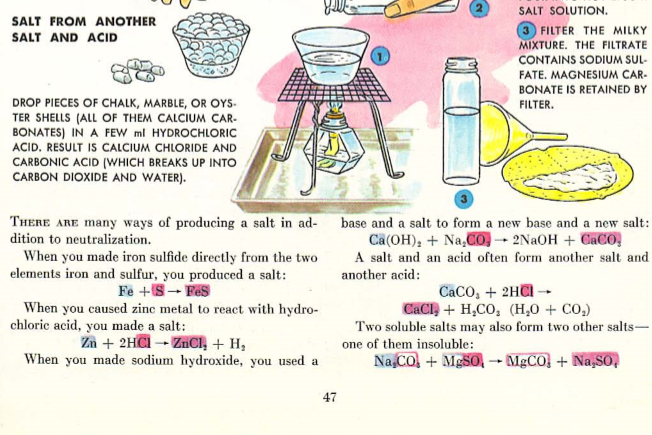 SALT FROM ANOTHER
SALT AND ACID
DROP PIECES OF CHALK, MARBLE, OR OYS-
TER SHELLS (ALL OF THEM CALCIUM CAR-
BONATES) IN A FEW ml HYDROCHLORIC
ACID. RESULT IS CALCIUM CHLORIDE AND
CARBONIC ACID (WHICH BREAKS UP INTO
CARBON DIOXIDE AND WATER).
1
2
SALT SOLUTION.
3 FILTER THE MILKY
MIXTURE. THE FILTRATE
CONTAINS SODIUM SUL-
FATE. MAGNESIUM CAR-
BONATE IS RETAINED BY
FILTER.
3
THERE ARE many ways of producing a salt in ad-
dition to neutralization.
When you made iron sulfide directly from the two
elements iron and sulfur, you produced a salt:
Fe + S → FeS
When you caused zinc metal to react with hydro-
chloric acid, you made a salt:
Zn + 2HCl → ZnCl₂ + H₂
When you made sodium hydroxide, you used a
base and a salt to form a new base and a new salt:
Ca(OH)₂ + Na₂CO₃ → 2NaOH + CaCO₃
A salt and an acid often form another salt and
another acid:
CaCO₃ + 2HCl →
CaCl₂ + H₂CO₃ (H₂O + CO₂)
Two soluble salts may also form two other salts—
one of them insoluble:
Na₂CO₃ + MgSO₄ → MgCO₃ + Na₂SO₄
47